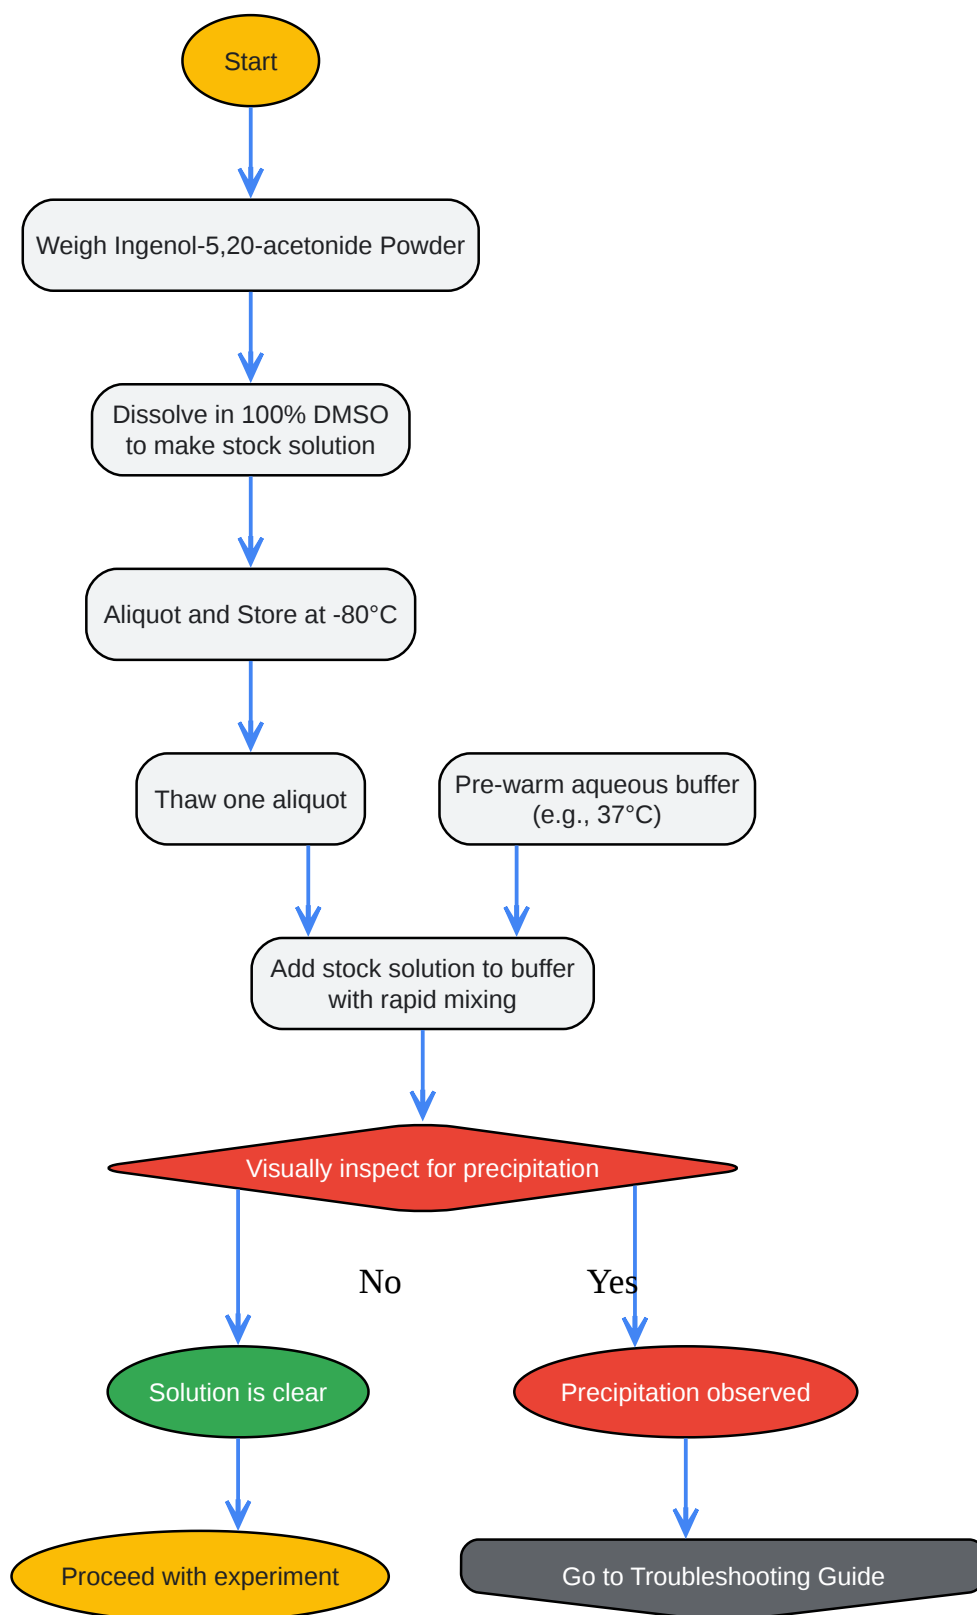 Start
Weigh Ingenol-5,20-acetonide Powder
Dissolve in 100% DMSO
to make stock solution
Aliquot and Store at -80°C
Thaw one aliquot
Pre-warm aqueous buffer
(e.g., 37°C)
Add stock solution to buffer
with rapid mixing
Visually inspect for precipitation
No
Yes
Solution is clear
Precipitation observed
Proceed with experiment
Go to Troubleshooting Guide